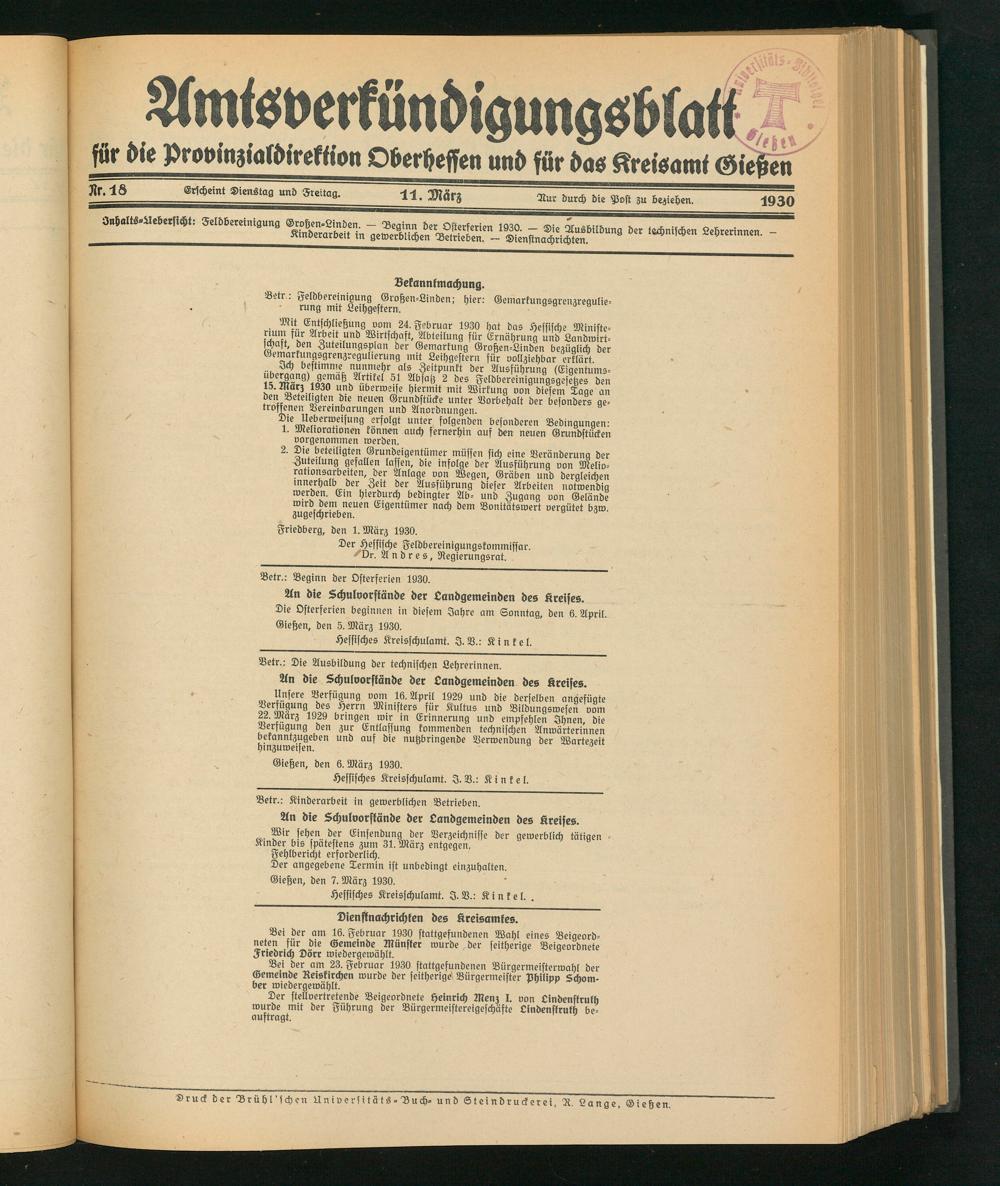 Amtsverkündigungsblatt
für die Provinzialdirektion Oberhessen und für das Kreisamt Gießen
Universitäts-Bibliothek
Gießen
Nr. 18 Erscheint Dienstag und Freitag. 11. März Nur durch die Post zu beziehen. 1930
Inhalts-Uebersicht: Feldbereinigung Großen-Linden. — Beginn der Osterferien 1930. — Die Ausbildung der technischen Lehrerinnen. —
Kinderarbeit in gewerblichen Betrieben. — Dienstnachrichten.
Bekanntmachung.
Betr.: Feldbereinigung Großen-Linden; hier: Gemarkungsgrenzregulie-
rung mit Leihgestern.
Mit Entschließung vom 24. Februar 1930 hat das Hessische Ministe-
rium für Arbeit und Wirtschaft, Abteilung für Ernährung und Landwirt-
schaft, den Zuteilungsplan der Gemarkung Großen-Linden bezüglich der
Gemarkungsgrenzregulierung mit Leihgestern für vollziehbar erklärt.
Ich bestimme nunmehr als Zeitpunkt der Ausführung (Eigentums-
übergang) gemäß Artikel 51 Absatz 2 des Feldbereinigungsgesetzes den
15. März 1930 und überweise hiermit mit Wirkung von diesem Tage an
den Beteiligten die neuen Grundstücke unter Vorbehalt der besonders ge-
troffenen Vereinbarungen und Anordnungen.
Die Ueberweisung erfolgt unter folgenden besonderen Bedingungen:
1. Meliorationen können auch fernerhin auf den neuen Grundstücken
vorgenommen werden.
2. Die beteiligten Grundeigentümer müssen sich eine Veränderung der
Zuteilung gefallen lassen, die infolge der Ausführung von Melio-
rationsarbeiten, der Anlage von Wegen, Gräben und dergleichen
innerhalb der Zeit der Ausführung dieser Arbeiten notwendig
werden. Ein hierdurch bedingter Ab- und Zugang von Gelände
wird dem neuen Eigentümer nach dem Bonitätswert vergütet bzw.
zugeschrieben.
Friedberg, den 1. März 1930.
Der Hessische Feldbereinigungskommissar.
Dr. Andres, Regierungsrat.
Betr.: Beginn der Osterferien 1930.
An die Schulvorstände der Landgemeinden des Kreises.
Die Osterferien beginnen in diesem Jahre am Sonntag, den 6. April.
Gießen, den 5. März 1930.
Hessisches Kreisschulamt. J. V.: Kinkel.
Betr.: Die Ausbildung der technischen Lehrerinnen.
An die Schulvorstände der Landgemeinden des Kreises.
Unsere Verfügung vom 16. April 1929 und die derselben angefügte
Verfügung des Herrn Ministers für Kultus und Bildungswesen vom
22. März 1929 bringen wir in Erinnerung und empfehlen Ihnen, die
Verfügung den zur Entlassung kommenden technischen Anwärterinnen
bekanntzugeben und auf die nutzbringende Verwendung der Wartezeit
hinzuweisen.
Gießen, den 6. März 1930.
Hessisches Kreisschulamt. J. V.: Kinkel.
Betr.: Kinderarbeit in gewerblichen Betrieben.
An die Schulvorstände der Landgemeinden des Kreises.
Wir sehen der Einsendung der Verzeichnisse der gewerblich tätigen
Kinder bis spätestens zum 31. März entgegen.
Fehlbericht erforderlich.
Der angegebene Termin ist unbedingt einzuhalten.
Gießen, den 7. März 1930.
Hessisches Kreisschulamt. J. V.: Kinkel.
Dienstnachrichten des Kreisamtes.
Bei der am 16. Februar 1930 stattgefundenen Wahl eines Beigeord-
neten für die Gemeinde Münster wurde der seitherige Beigeordnete
Friedrich Dörr wiedergewählt.
Bei der am 23. Februar 1930 stattgefundenen Bürgermeisterwahl der
Gemeinde Reiskirchen wurde der seitherige Bürgermeister Philipp Schom-
ber wiedergewählt.
Der stellvertretende Beigeordnete Heinrich Menz I. von Lindenstruth
wurde mit der Führung der Bürgermeistereigeschäfte Lindenstruth be-
auftragt.
Druck der Brühl'schen Universitäts-Buch- und Steindruckerei, R. Lange, Gießen.